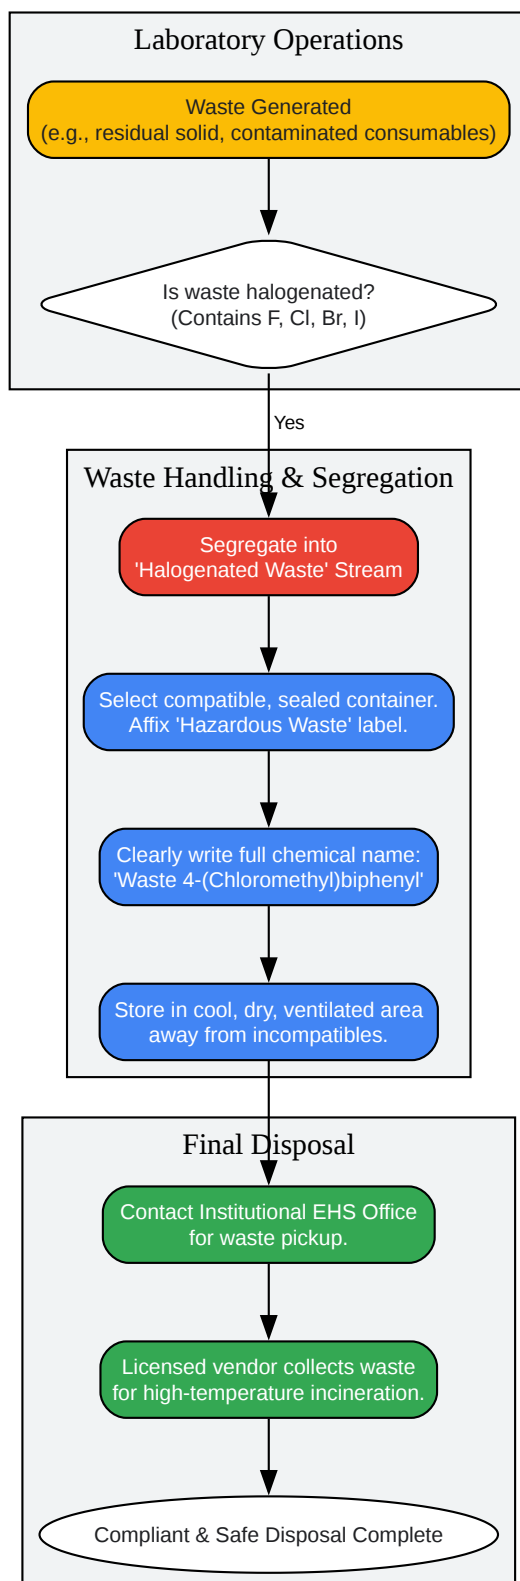 Laboratory Operations
Waste Generated
(e.g., residual solid, contaminated consumables)
Is waste halogenated?
(Contains F, Cl, Br, I)
Yes
Waste Handling & Segregation
Segregate into
'Halogenated Waste' Stream
Select compatible, sealed container.
Affix 'Hazardous Waste' label.
Clearly write full chemical name:
'Waste 4-(Chloromethyl)biphenyl'
Store in cool, dry, ventilated area
away from incompatibles.
Final Disposal
Contact Institutional EHS Office
for waste pickup.
Licensed vendor collects waste
for high-temperature incineration.
Compliant & Safe Disposal Complete